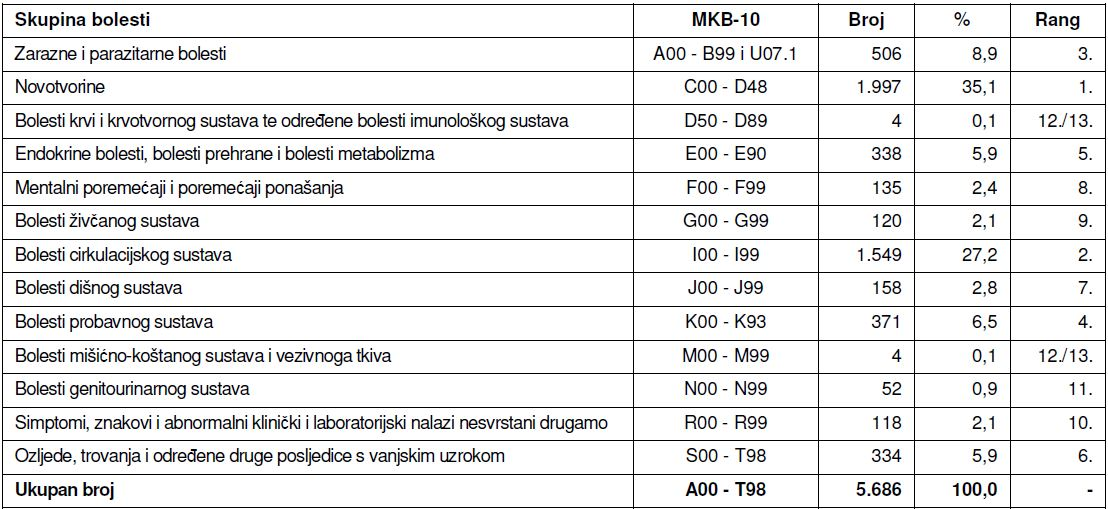 Skupina bolesti MKB-10 Broj % Rang
Zarazne i parazitarne bolesti A00 - B99 i U07.1 506 8,9 3.
Novotvorine C00 - D48 1.997 35,1 1.
Bolesti krvi i krvotvornog sustava te određene bolesti imunološkog sustava D50 - D89 4 0,1 12./13.
Endokrine bolesti, bolesti prehrane i bolesti metabolizma E00 - E90 338 5,9 5.
Mentalni poremećaji i poremećaji ponašanja F00 - F99 135 2,4 8.
Bolesti živčanog sustava G00 - G99 120 2,1 9.
Bolesti cirkulacijskog sustava I00 - I99 1.549 27,2 2.
Bolesti dišnog sustava J00 - J99 158 2,8 7.
Bolesti probavnog sustava K00 - K93 371 6,5 4.
Bolesti mišićno-koštanog sustava i vezivnoga tkiva M00 - M99 4 0,1 12./13.
Bolesti genitourinarnog sustava N00 - N99 52 0,9 11.
Simptomi, znakovi i abnormalni klinički i laboratorijski nalazi nesvrstani drugamo R00 - R99 118 2,1 10.
Ozljede, trovanja i određene druge posljedice s vanjskim uzrokom S00 - T98 334 5,9 6.
Ukupan broj A00 - T98 5.686 100,0 -